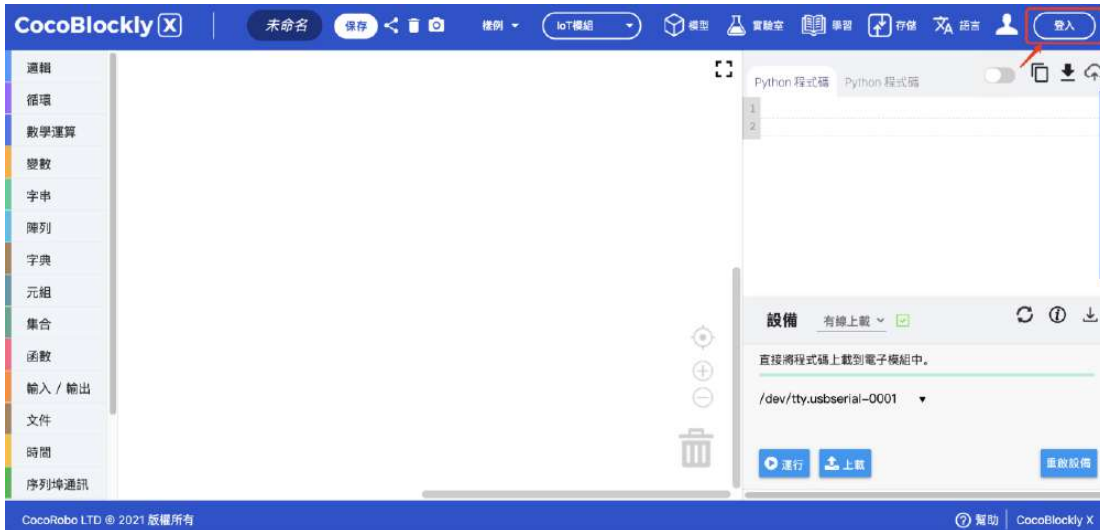 CocoBlockly X
未命名
保存
樣例
IoT模組
模型
實驗室
學習
存儲
語言
登入
邏輯
循環
數學運算
變數
字串
陣列
字典
元組
集合
函數
輸入 / 輸出
文件
時間
序列埠通訊
Python 程式碼 Python 程式碼
1
2
設備 有線上載
直接將程式碼上載到電子模組中。
/dev/tty.usbserial-0001
運行 上載 重啟設備
CocoRobo LTD © 2021 版權所有
幫助 CocoBlockly X